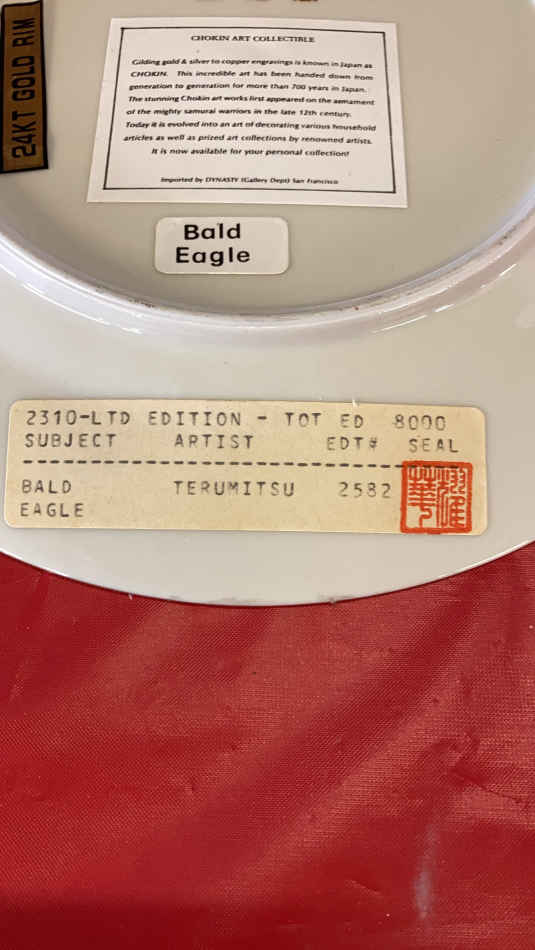 24KT GOLD RIM
CHOKIN ART COLLECTIBLE
Gilding gold & silver to copper engravings is known in Japan as
CHOKIN. This incredible art has been handed down from
generation to generation for more than 700 years in Japan.
The stunning Chokin art works first appeared on the aemament
of the mighty samurai warriors in the late 12th century.
Today it is evolved into an art of decorating various household
articles as well as prized art collections by renowned artists.
It is now available for your personal collection!
Imported by DYNASTY (Gallery Dept) San Francisco
Bald
Eagle
2310-LTD EDITION - TOT ED 8000
SUBJECT ARTIST EDT# SEAL
BALD TERUMITSU 2582
EAGLE